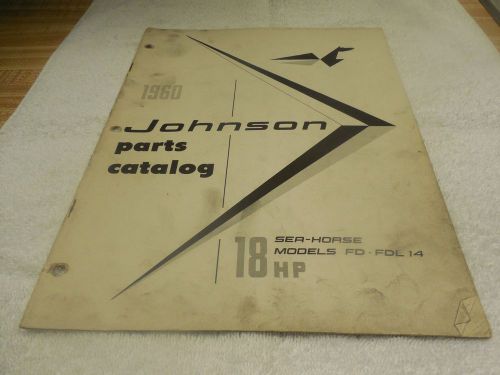 1960
Johnson
parts
catalog
18 HP
SEA-HORSE
MODELS FD-FDL 14